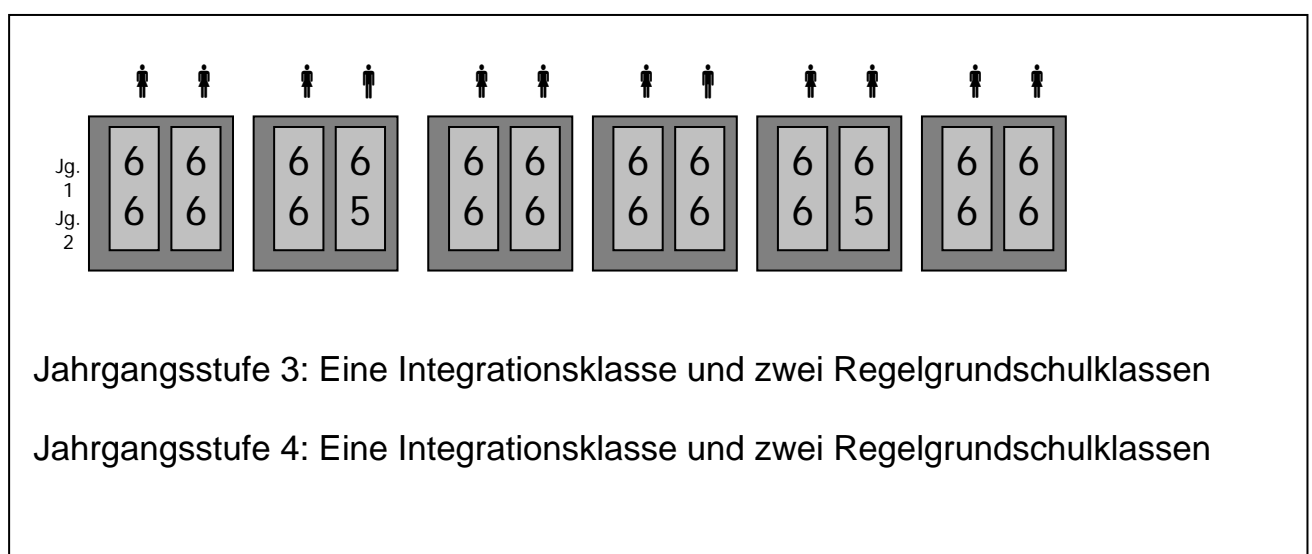 Jg. 1 6 6 6 6 6 6 6 6 6 6 6 6
Jg. 2 6 6 6 5 6 6 6 6 6 5 6 6
Jahrgangsstufe 3: Eine Integrationsklasse und zwei Regelgrundschulklassen
Jahrgangsstufe 4: Eine Integrationsklasse und zwei Regelgrundschulklassen